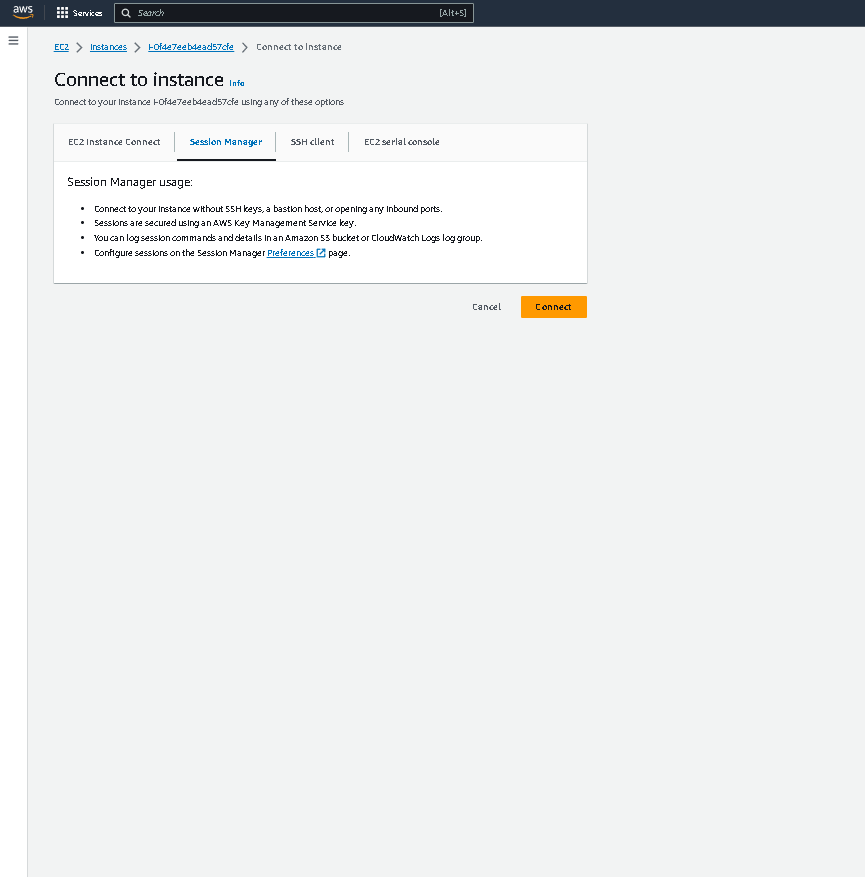 aws Services Search [Alt+S]
EC2 Instances i-0f4e7eeb4ead57cfe Connect to instance
Connect to instance Info
Connect to your instance i-0f4e7eeb4ead57cfe using any of these options
EC2 Instance Connect Session Manager SSH client EC2 serial console
Session Manager usage:
• Connect to your instance without SSH keys, a bastion host, or opening any inbound ports.
• Sessions are secured using an AWS Key Management Service key.
• You can log session commands and details in an Amazon S3 bucket or CloudWatch Logs log group.
• Configure sessions on the Session Manager Preferences page.
Cancel Connect